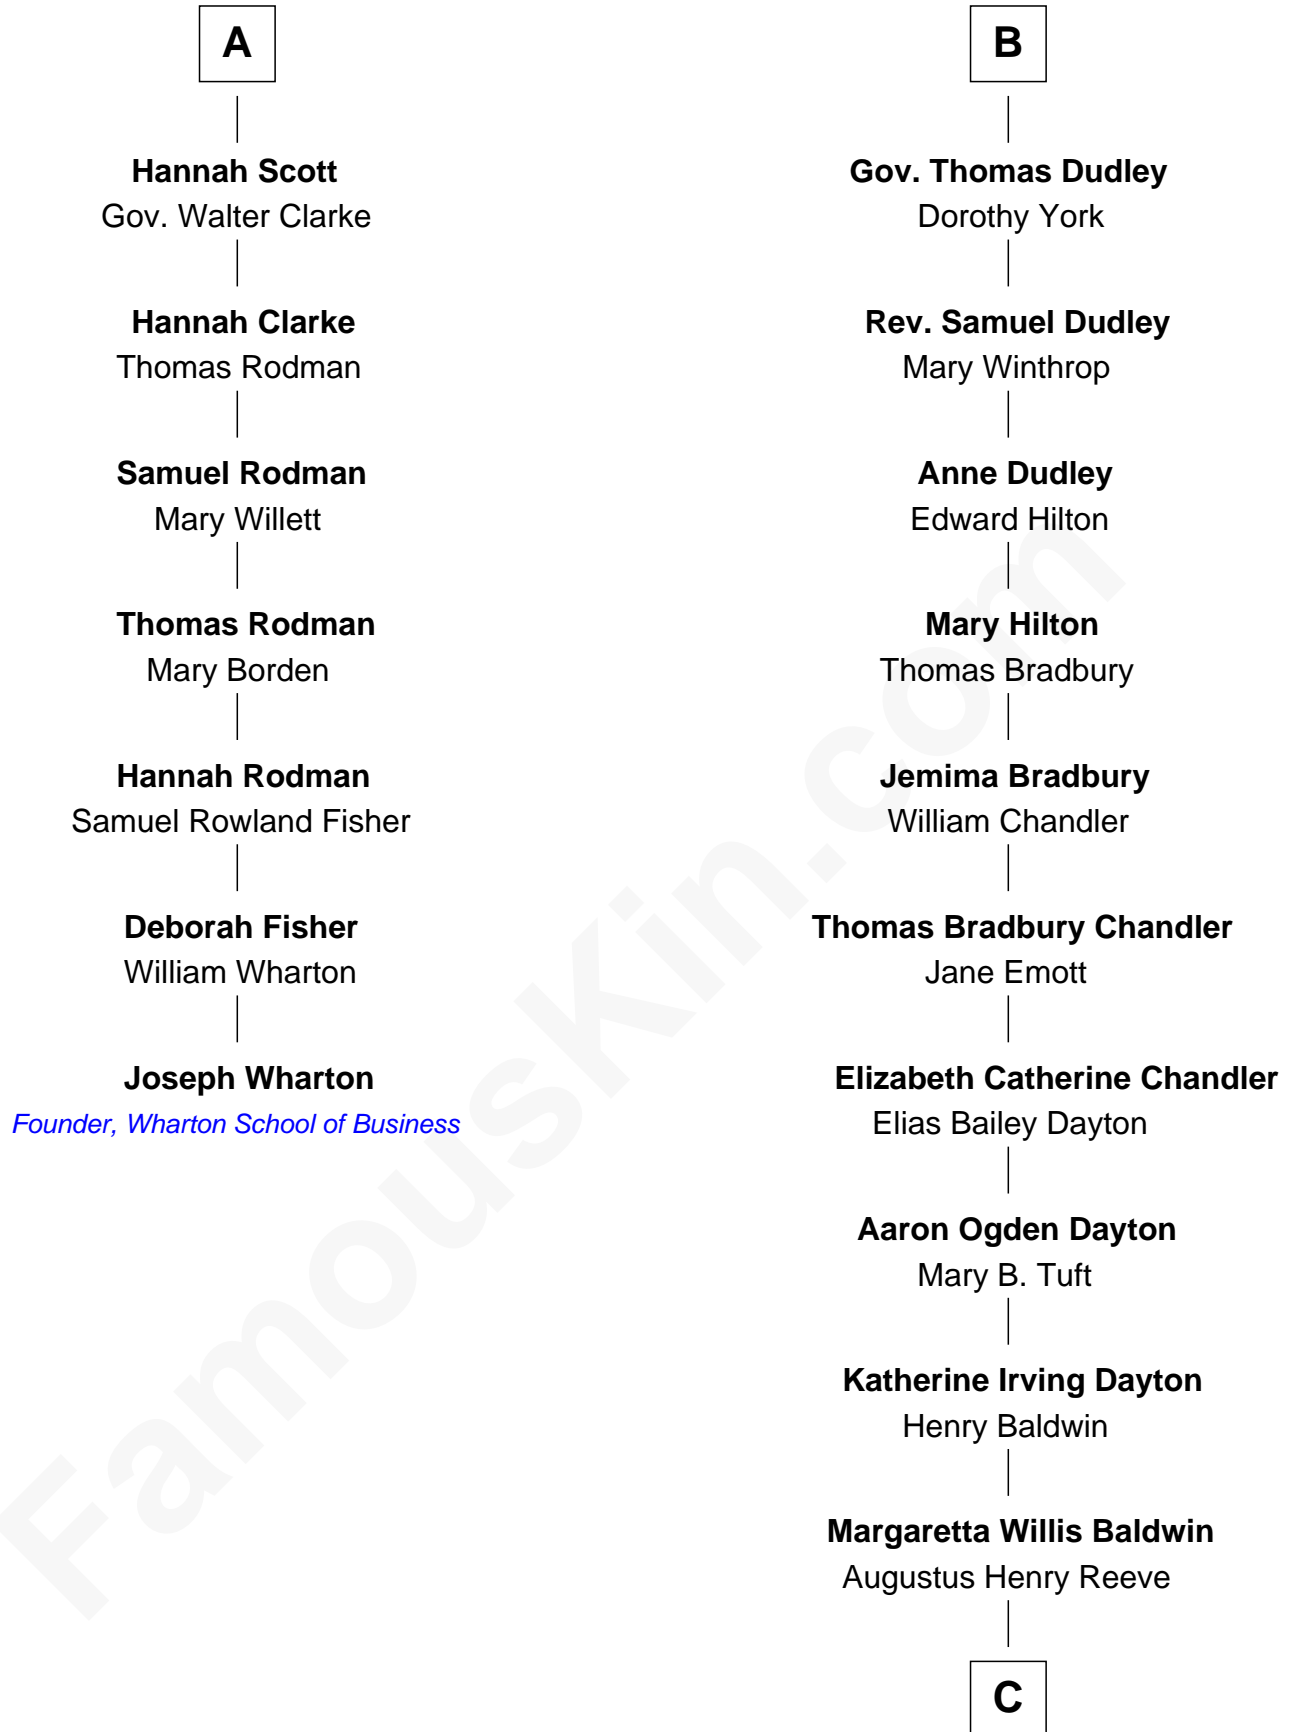 A
Hannah Scott
Gov. Walter Clarke
Hannah Clarke
Thomas Rodman
Samuel Rodman
Mary Willett
Thomas Rodman
Mary Borden
Hannah Rodman
Samuel Rowland Fisher
Deborah Fisher
William Wharton
Joseph Wharton
Founder, Wharton School of Business
B
Gov. Thomas Dudley
Dorothy York
Rev. Samuel Dudley
Mary Winthrop
Anne Dudley
Edward Hilton
Mary Hilton
Thomas Bradbury
Jemima Bradbury
William Chandler
Thomas Bradbury Chandler
Jane Emott
Elizabeth Catherine Chandler
Elias Bailey Dayton
Aaron Ogden Dayton
Mary B. Tuft
Katherine Irving Dayton
Henry Baldwin
Margaretta Willis Baldwin
Augustus Henry Reeve
C
FamousKin.com